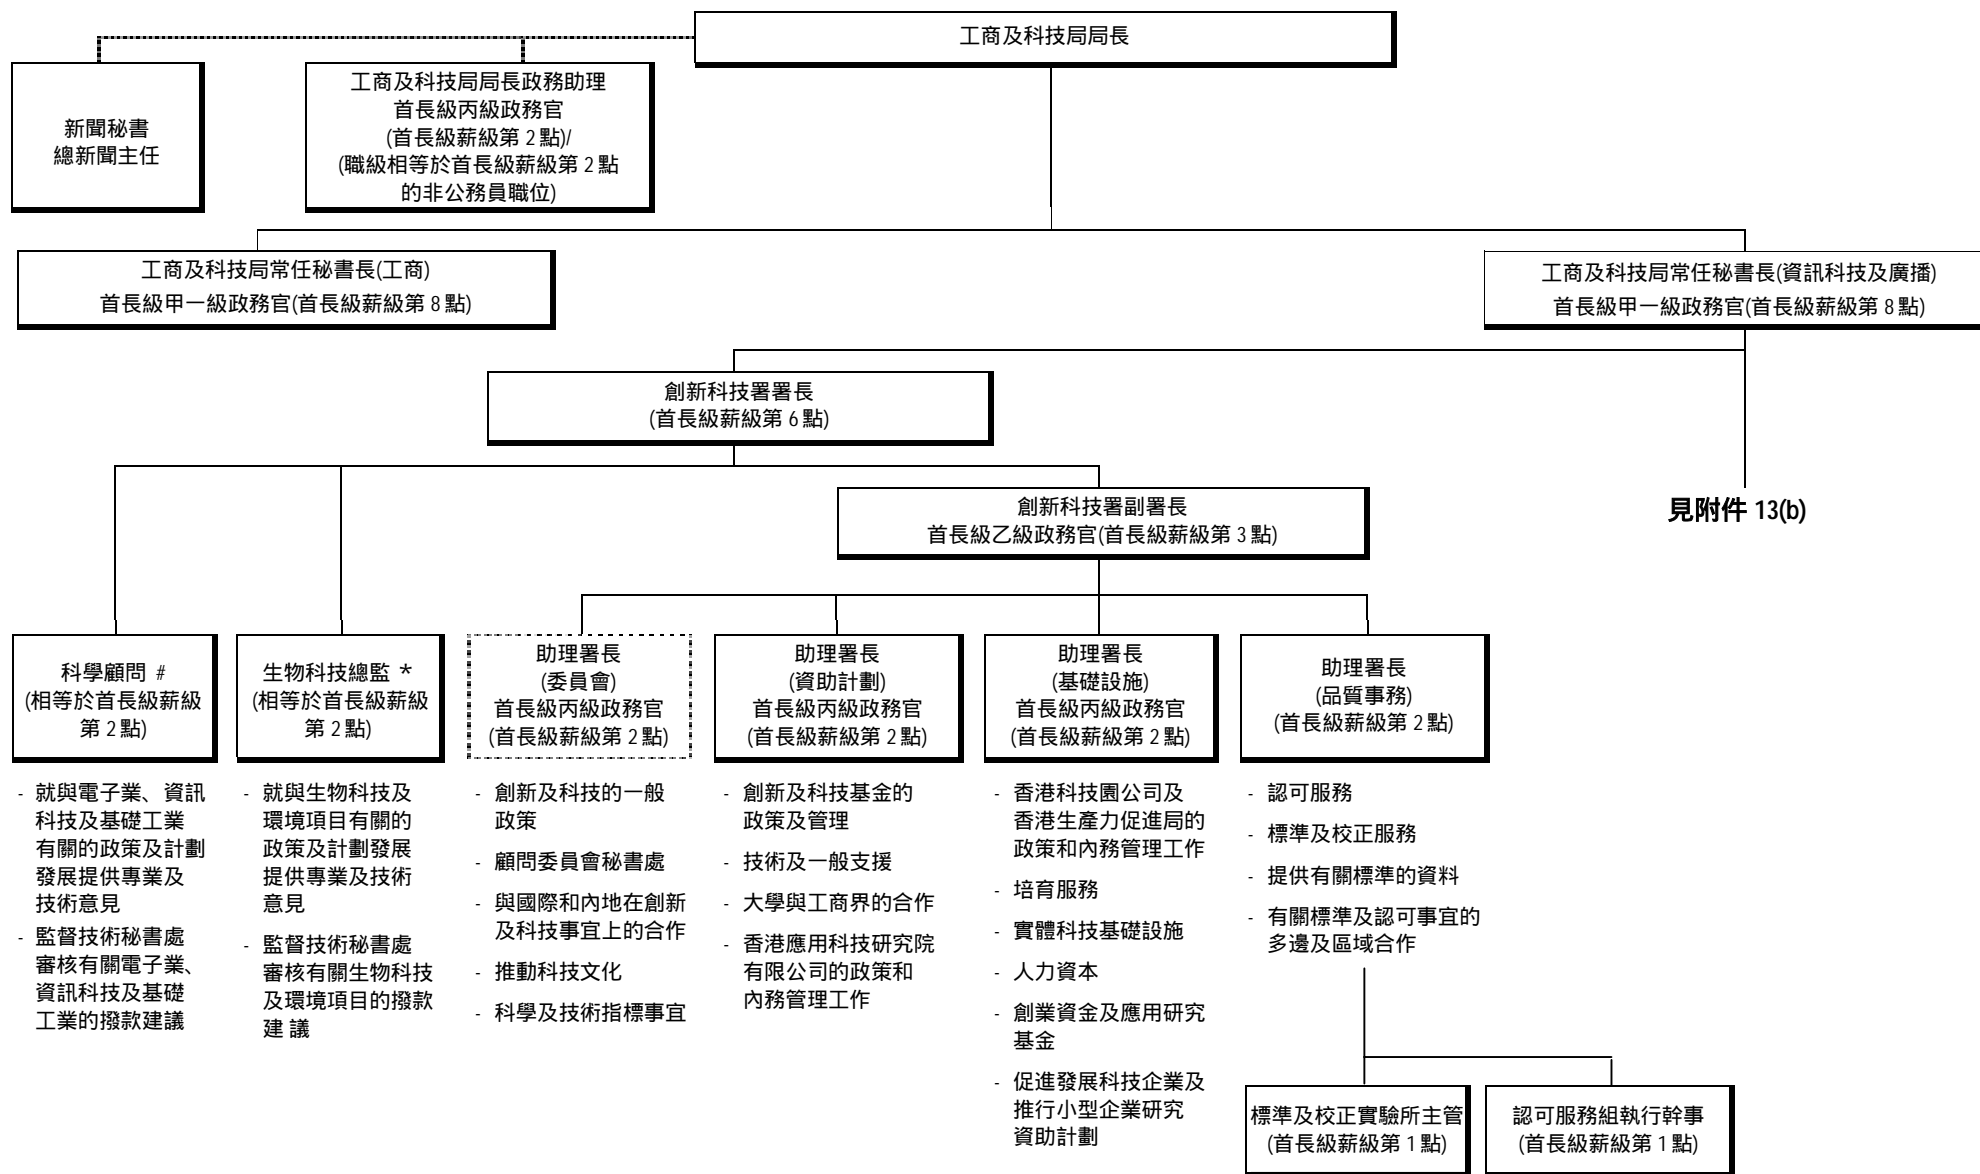 工商及科技局局長
新聞秘書
總新聞主任
工商及科技局局長政務助理
首長級丙級政務官
(首長級薪級第 2 點)/
(職級相等於首長級薪級第 2 點
的非公務員職位)
工商及科技局常任秘書長(工商)
首長級甲一級政務官(首長級薪級第 8 點)
工商及科技局常任秘書長(資訊科技及廣播)
首長級甲一級政務官(首長級薪級第 8 點)
創新科技署署長
(首長級薪級第 6 點)
創新科技署副署長
首長級乙級政務官(首長級薪級第 3 點)
見附件 13(b)
科學顧問 #
(相等於首長級薪級
第 2 點)
- 就與電子業、資訊
科技及基礎工業
有關的政策及計劃
發展提供專業及
技術意見
- 監督技術秘書處
審核有關電子業、
資訊科技及基礎
工業的撥款建議
生物科技總監 *
(相等於首長級薪級
第 2 點)
- 就與生物科技及
環境項目有關的
政策及計劃發展
提供專業及技術
意見
- 監督技術秘書處
審核有關生物科技
及環境項目的撥款
建 議
助理署長
(委員會)
首長級丙級政務官
(首長級薪級第 2 點)
- 創新及科技的一般
政策
- 顧問委員會秘書處
- 與國際和內地在創新
及科技事宜上的合作
- 推動科技文化
- 科學及技術指標事宜
助理署長
(資助計劃)
首長級丙級政務官
(首長級薪級第 2 點)
- 創新及科技基金的
政策及管理
- 技術及一般支援
- 大學與工商界的合作
- 香港應用科技研究院
有限公司的政策和
內務管理工作
助理署長
(基礎設施)
首長級丙級政務官
(首長級薪級第 2 點)
- 香港科技園公司及
香港生產力促進局的
政策和內務管理工作
- 培育服務
- 實體科技基礎設施
- 人力資本
- 創業資金及應用研究
基金
- 促進發展科技企業及
推行小型企業研究
資助計劃
助理署長
(品質事務)
(首長級薪級第 2 點)
- 認可服務
- 標準及校正服務
- 提供有關標準的資料
- 有關標準及認可事宜的
多邊及區域合作
標準及校正實驗所主管
(首長級薪級第 1 點)
認可服務組執行幹事
(首長級薪級第 1 點)